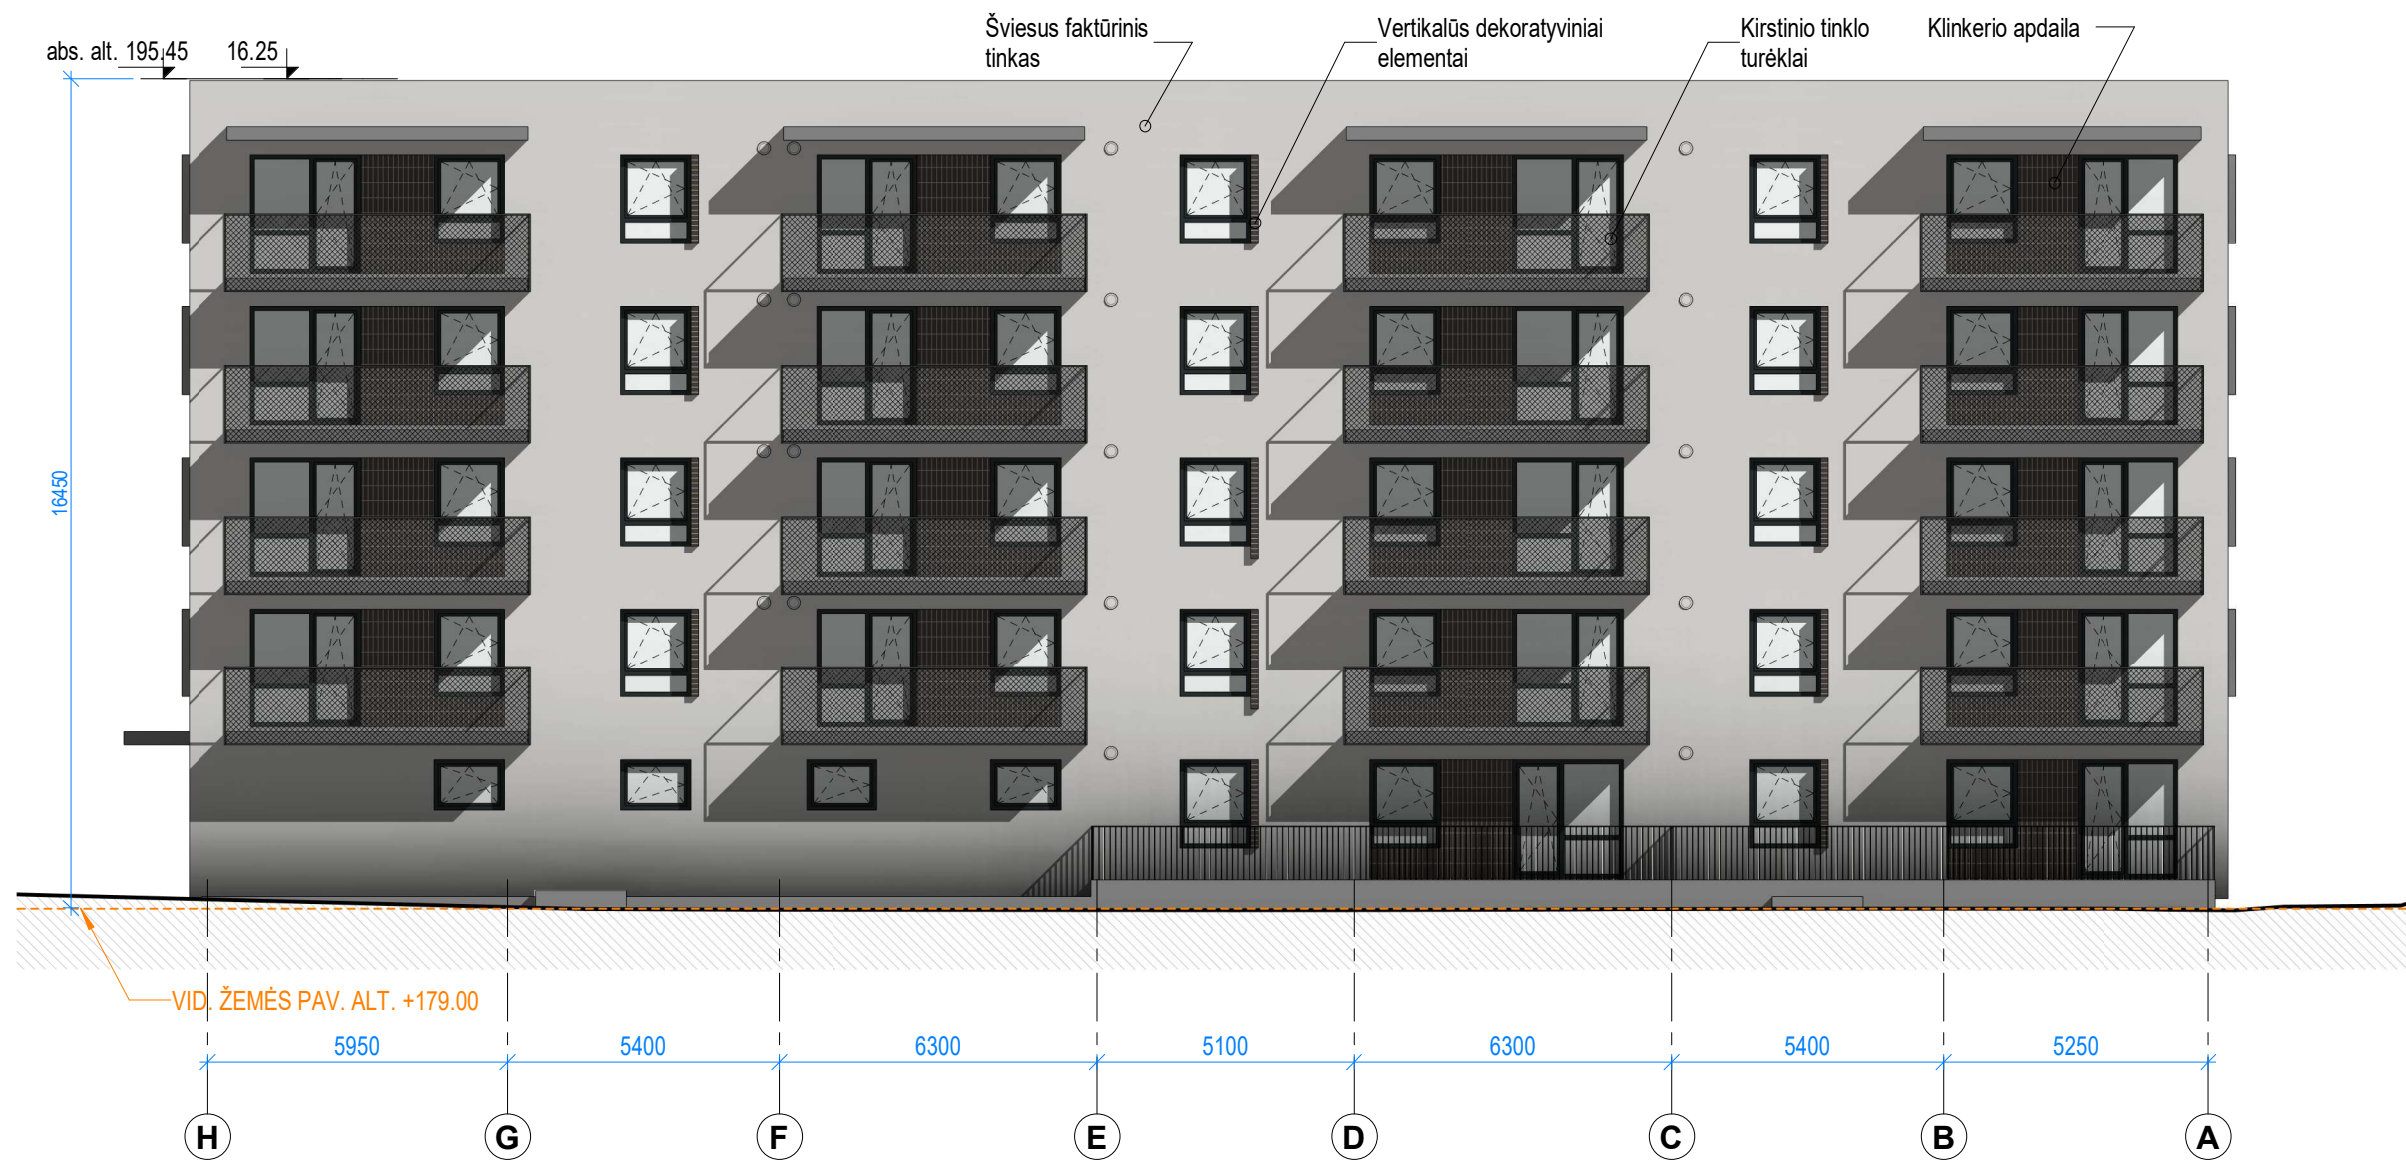 Šviesus faktūrinis
tinkas
Vertikalūs dekoratyviniai
elementai
Kirstinio tinklo
turėklai
Klinkerio apdaila
abs. alt. 195.45
16.25
16450
VID. ŽEMĖS PAV. ALT. +179.00
5950
5400
6300
5100
6300
5400
5250
H
G
F
E
D
C
B
A